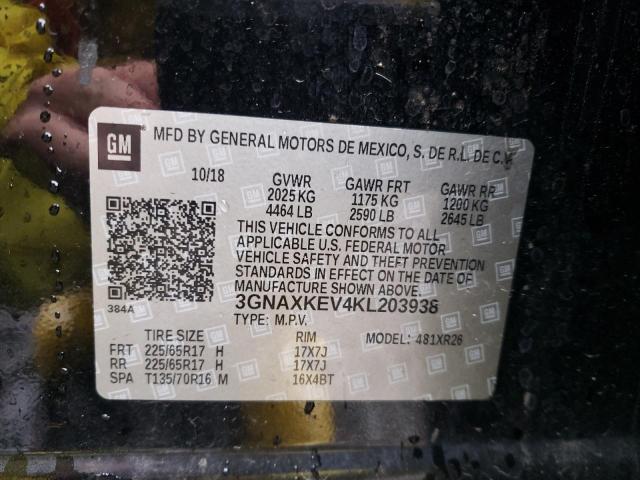 GM MFD BY GENERAL MOTORS DE MEXICO, S. DE R.L. DE C.V.
10/18 GVWR GAWR FRT GAWR RR
2025 KG 1175 KG 1200 KG
4464 LB 2590 LB 2645 LB
THIS VEHICLE CONFORMS TO ALL
APPLICABLE U.S. FEDERAL MOTOR
VEHICLE SAFETY AND THEFT PREVENTION
STANDARDS IN EFFECT ON THE DATE OF
MANUFACTURE SHOWN ABOVE.
384A 3GNAXKEV4KL203938
TYPE: M.P.V. MODEL: 481XR26
TIRE SIZE RIM
FRT 225/65R17 H 17X7J
RR 225/65R17 H 17X7J
SPA T135/70R16 M 16X4BT